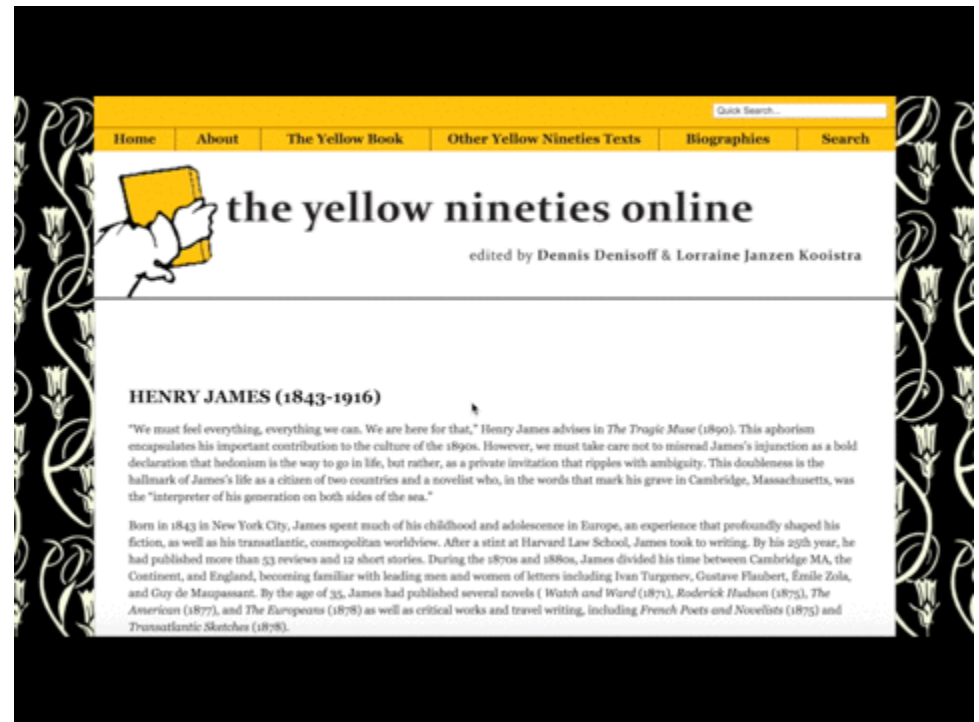 Quick Search...
Home About The Yellow Book Other Yellow Nineties Texts Biographies Search
the yellow nineties online
edited by Dennis Denisoff & Lorraine Janzen Kooistra
HENRY JAMES (1843-1916)
"We must feel everything, everything we can. We are here for that," Henry James advises in The Tragic Muse (1890). This aphorism
encapsulates his important contribution to the culture of the 1890s. However, we must take care not to misread James's injunction as a bold
declaration that hedonism is the way to go in life, but rather, as a private invitation that ripples with ambiguity. This doubleness is the
hallmark of James's life as a citizen of two countries and a novelist who, in the words that mark his grave in Cambridge, Massachusetts, was
the "interpreter of his generation on both sides of the sea."
Born in 1843 in New York City, James spent much of his childhood and adolescence in Europe, an experience that profoundly shaped his
fiction, as well as his transatlantic, cosmopolitan worldview. After a stint at Harvard Law School, James took to writing. By his 25th year, he
had published more than 53 reviews and 12 short stories. During the 1870s and 1880s, James divided his time between Cambridge MA, the
Continent, and England, becoming familiar with leading men and women of letters including Ivan Turgenev, Gustave Flaubert, Émile Zola,
and Guy de Maupassant. By the age of 35, James had published several novels ( Watch and Ward (1871), Roderick Hudson (1875), The
American (1877), and The Europeans (1878) as well as critical works and travel writing, including French Poets and Novelists (1875) and
Transatlantic Sketches (1878).